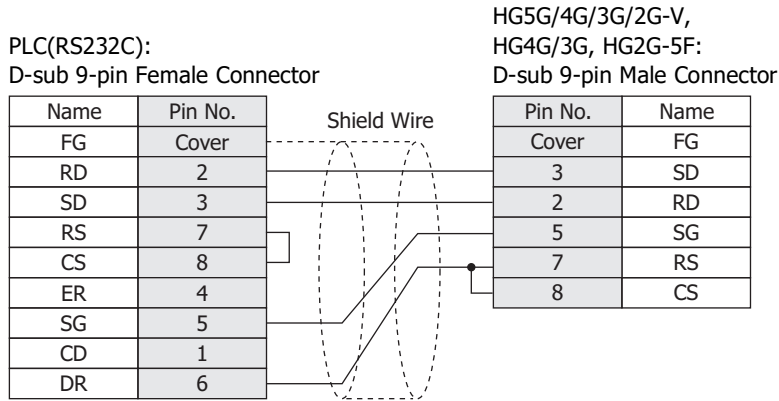 HG5G/4G/3G/2G-V,
PLC(RS232C): HG4G/3G, HG2G-5F:
D-sub 9-pin Female Connector D-sub 9-pin Male Connector
Name Pin No. Shield Wire Pin No. Name
FG Cover Cover FG
RD 2 3 SD
SD 3 2 RD
RS 7 5 SG
CS 8 7 RS
ER 4 8 CS
SG 5
CD 1
DR 6